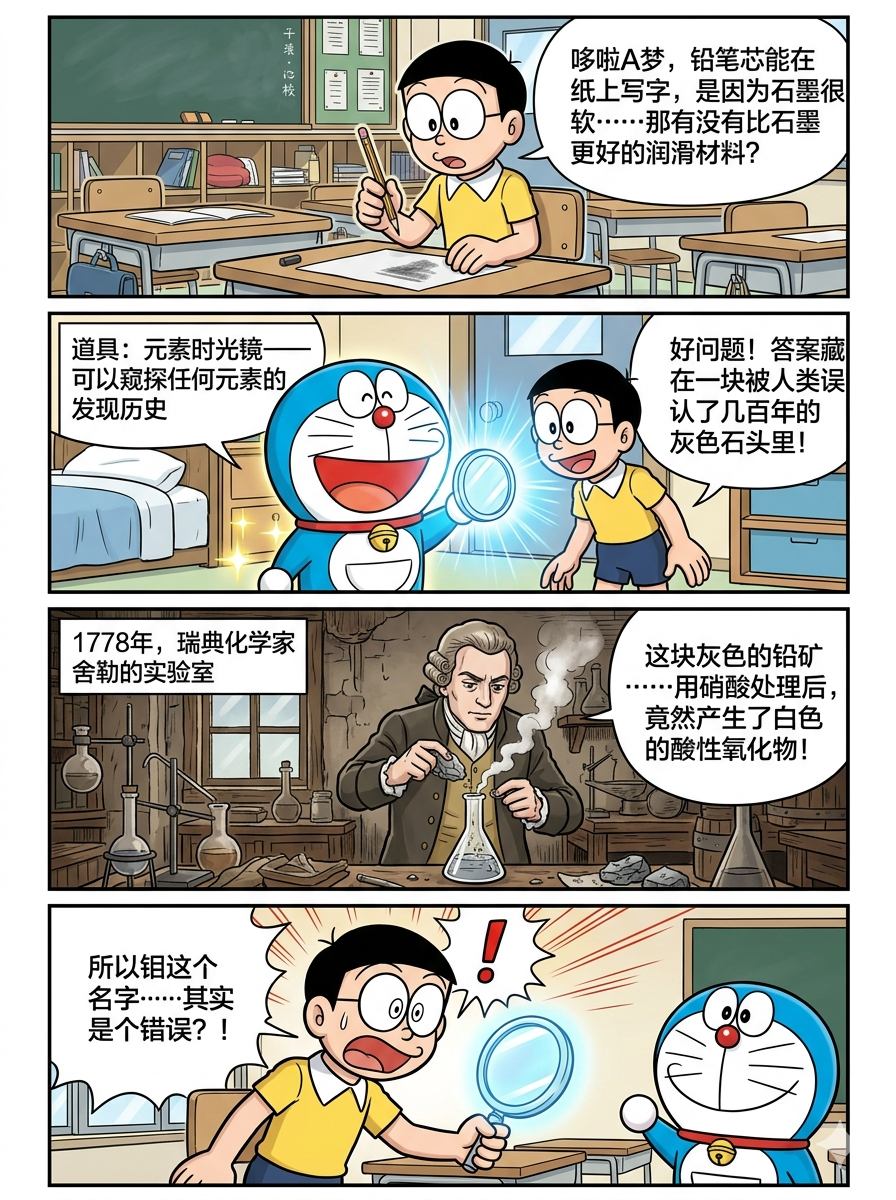 哆啦A梦，铅笔芯能在
纸上写字，是因为石墨很
软……那有没有比石墨
更好的润滑材料？
道具：元素时光镜——
可以窥探任何元素的
发现历史
好问题！答案藏
在一块被人类误
认了几百年的
灰色石头里！
1778年，瑞典化学家
舍勒的实验室
这块灰色的铅矿
……用硝酸处理后，
竟然产生了白色
的酸性氧化物！
所以钼这个
名字……其实
是个错误？！
！